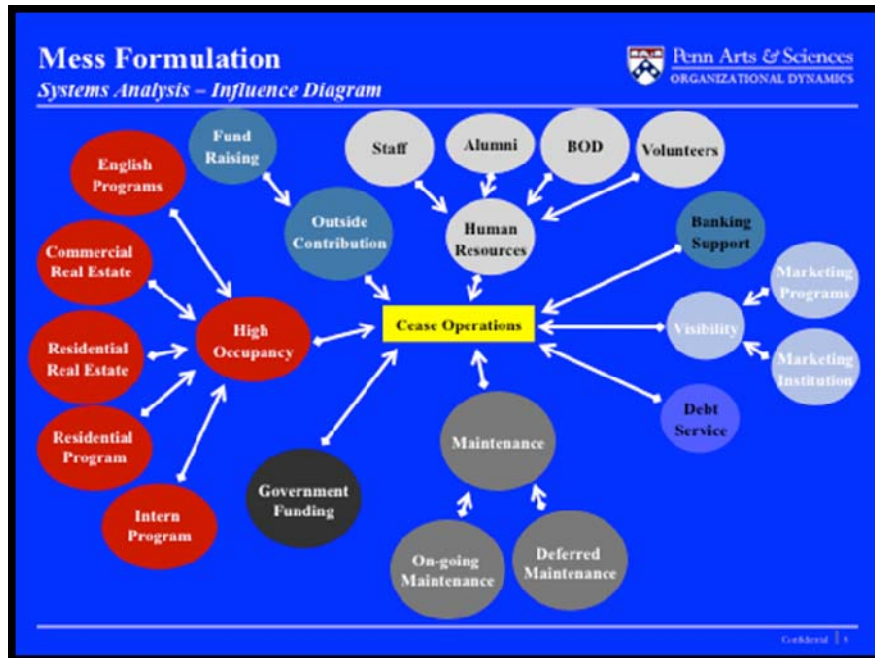 Mess Formulation
Systems Analysis – Influence Diagram
Penn Arts & Sciences
ORGANIZATIONAL DYNAMICS
Fund
Raising
Staff
Alumni
BOD
Volunteers
English
Programs
Outside
Contribution
Human
Resources
Banking
Support
Commercial
Real Estate
Marketing
Programs
High
Occupancy
Cease Operations
Visibility
Residential
Real Estate
Marketing
Institution
Debt
Service
Residential
Program
Maintenance
Government
Funding
Intern
Program
On-going
Maintenance
Deferred
Maintenance
Confidential